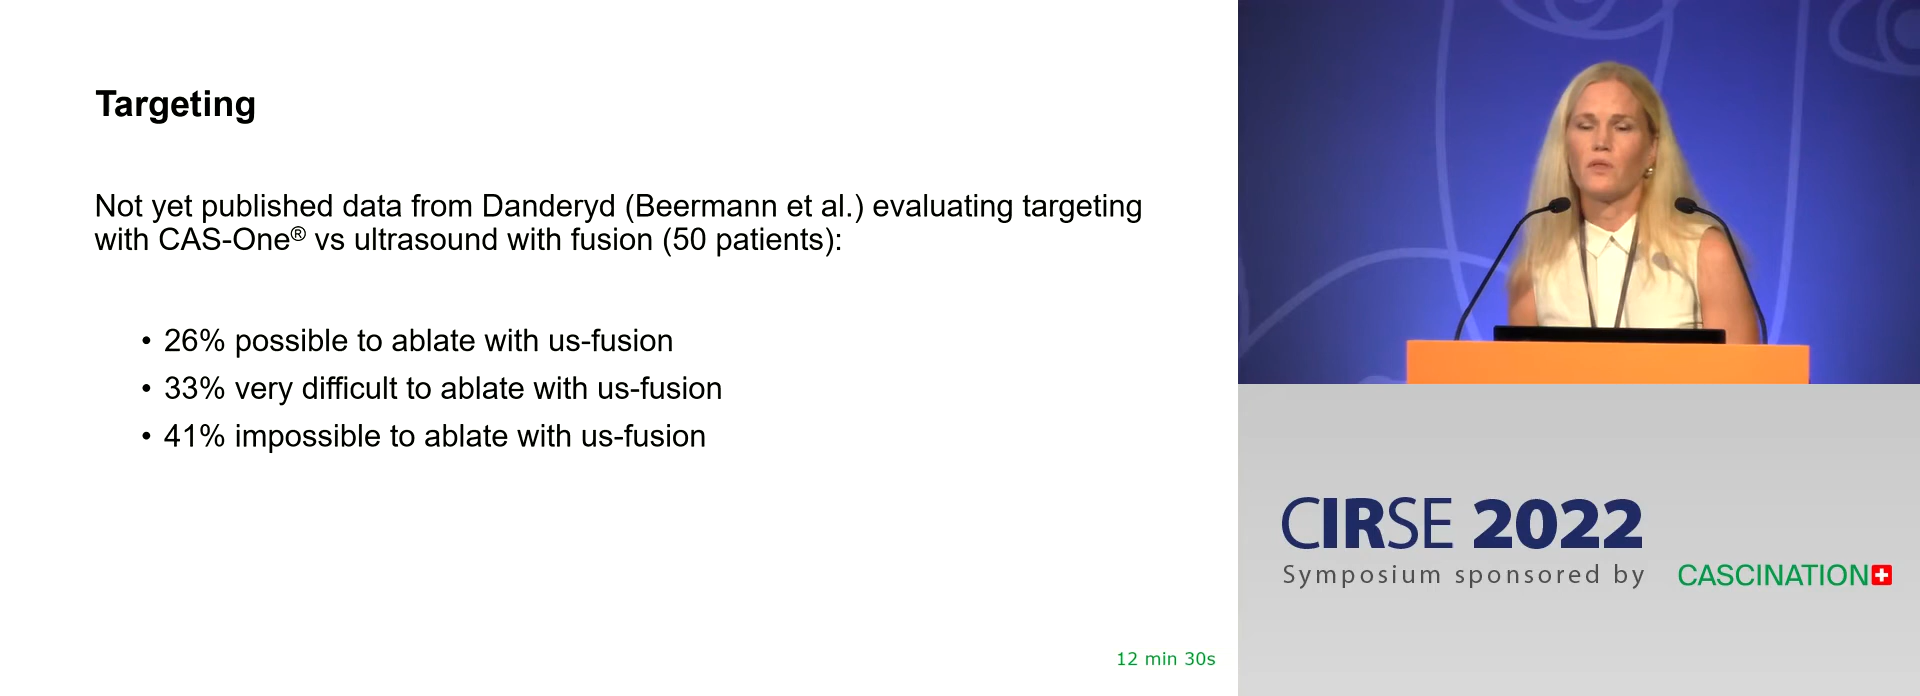 Targeting
Not yet published data from Danderyd (Beermann et al.) evaluating targeting
with CAS-One® vs ultrasound with fusion (50 patients):
• 26% possible to ablate with us-fusion
• 33% very difficult to ablate with us-fusion
• 41% impossible to ablate with us-fusion
12 min 30s
CIRSE 2022
Symposium sponsored by CASCINATION